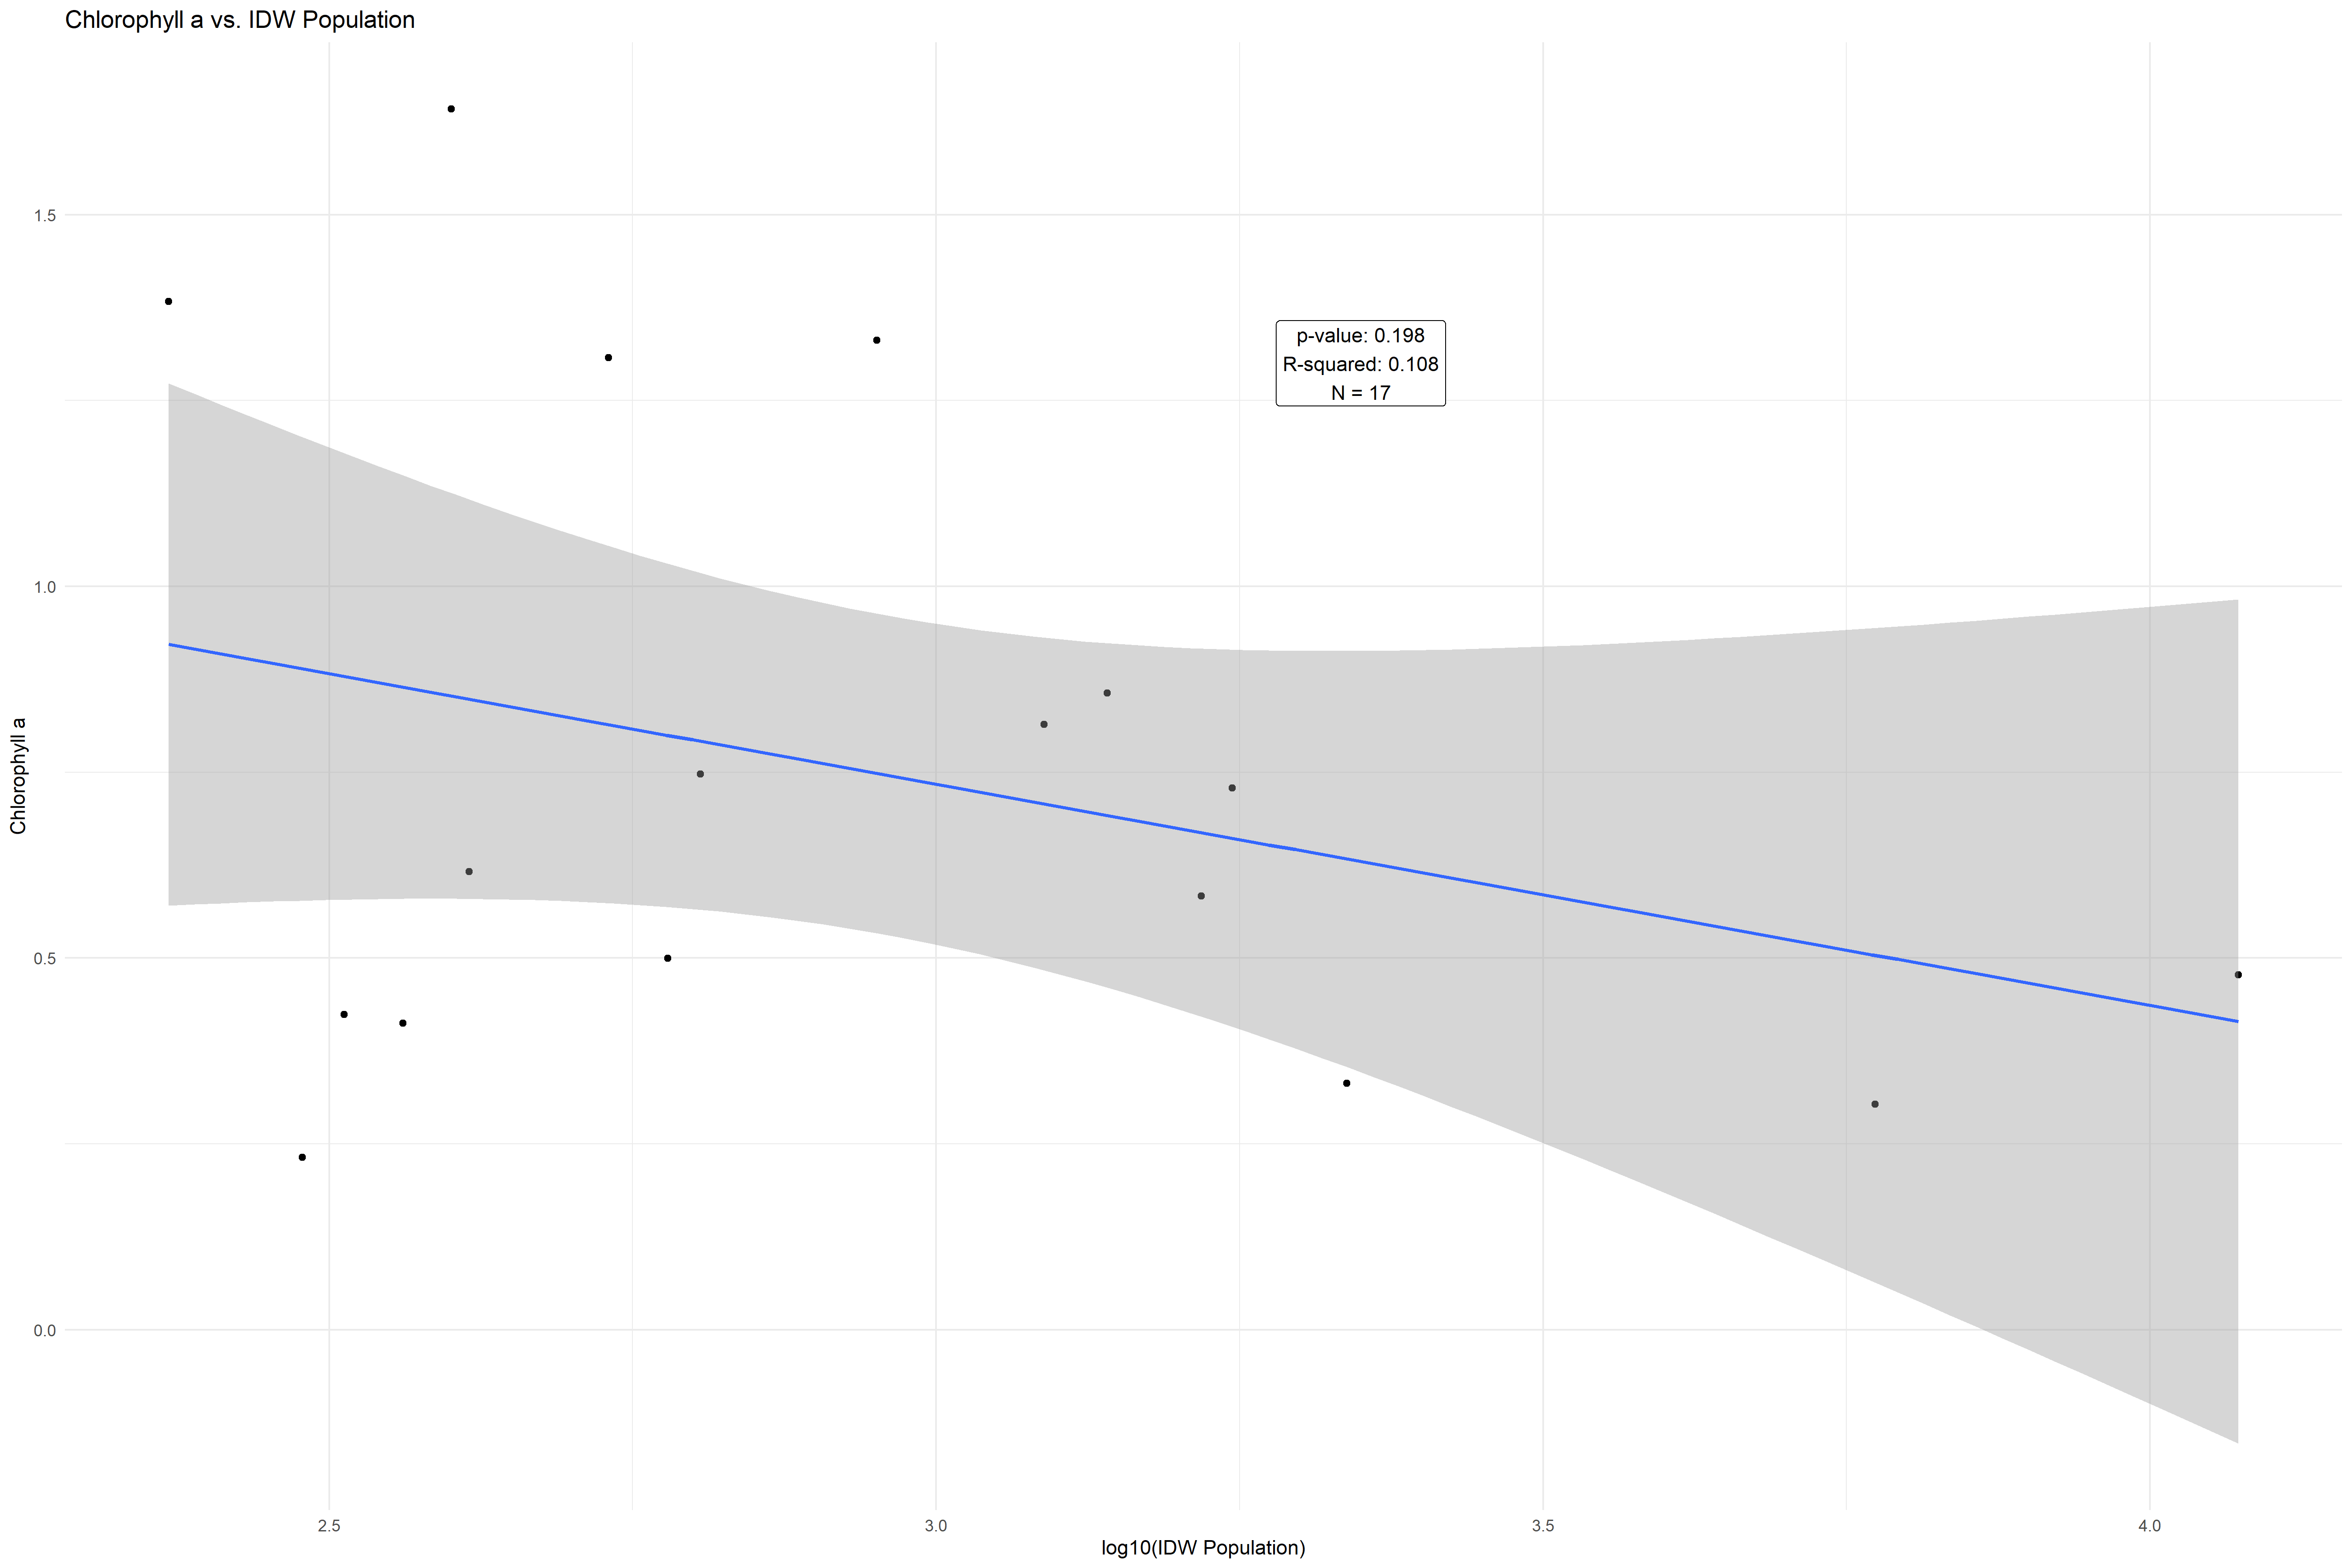 Chlorophyll a vs. IDW Population
1.5
1.0
0.5
0.0
Chlorophyll a
p-value: 0.198
R-squared: 0.108
N = 17
2.5
3.0
3.5
4.0
log10(IDW Population)